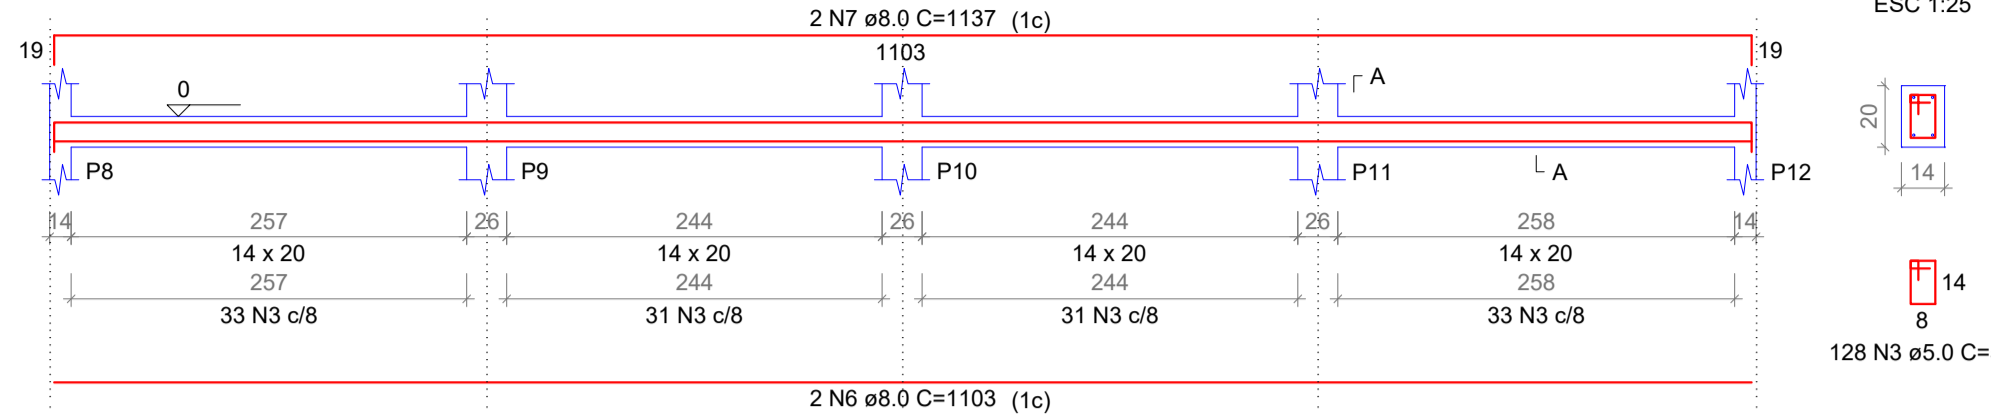 2 N7 ø8.0 C=1137 (1c)
ESC 1:25
19
1103
19
0
A
20
P8
P9
P10
P11
A
P12
14
14
257
26
244
26
244
26
258
14
14 x 20
14 x 20
14 x 20
14 x 20
257
244
244
258
14
33 N3 c/8
31 N3 c/8
31 N3 c/8
33 N3 c/8
8
128 N3 ø5.0 C=
2 N6 ø8.0 C=1103 (1c)